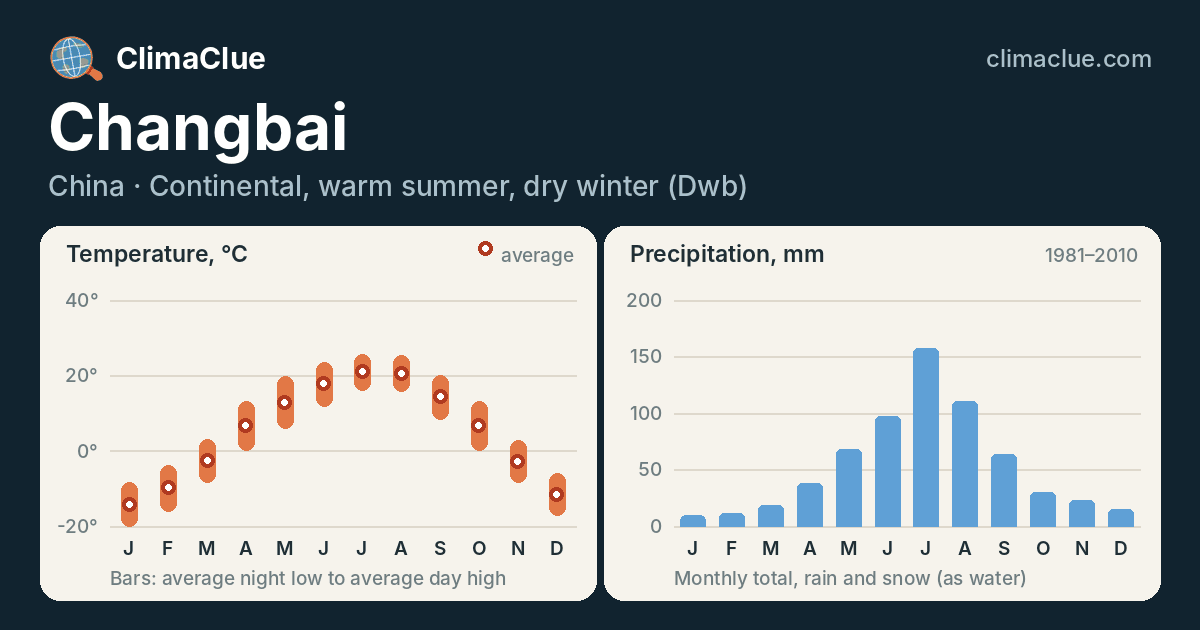 ClimaClue
climaclue.com
Changbai
China · Continental, warm summer, dry winter (Dwb)
Temperature, °C
average
40°
20°
0°
-20°
J F M A M J J A S O N D
Bars: average night low to average day high
Precipitation, mm
1981–2010
200
150
100
50
0
J F M A M J J A S O N D
Monthly total, rain and snow (as water)